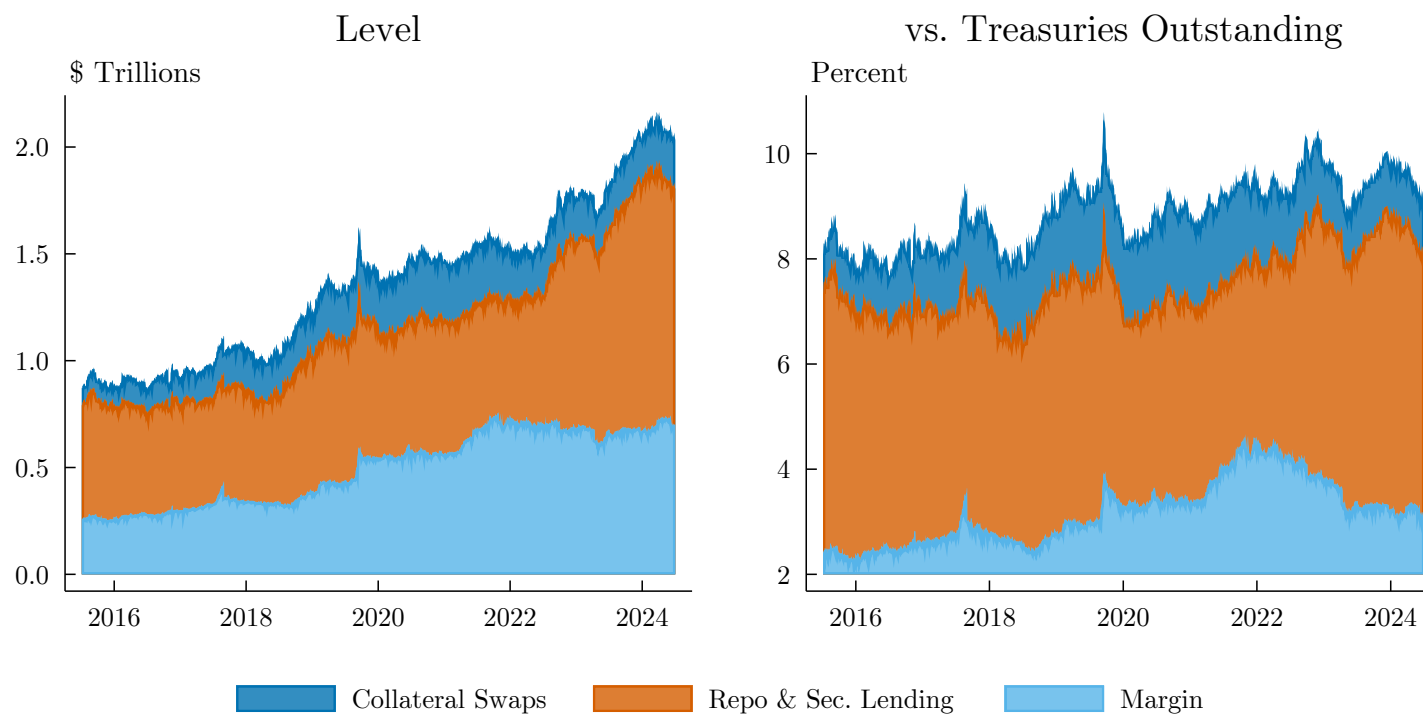 Level
$ Trillions
2.0
1.5
1.0
0.5
0.0
2016 2018 2020 2022 2024
vs. Treasuries Outstanding
Percent
10
8
6
4
2
2016 2018 2020 2022 2024
Collateral Swaps Repo & Sec. Lending Margin